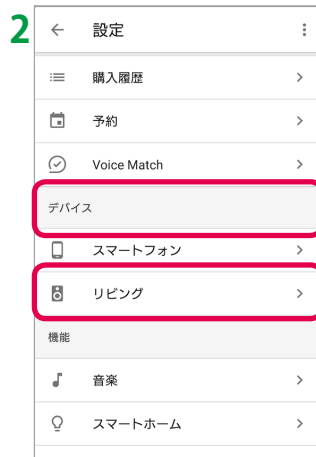 2
設定
購入履歴
予約
Voice Match
デバイス
スマートフォン
リビング
機能
音楽
スマートホーム